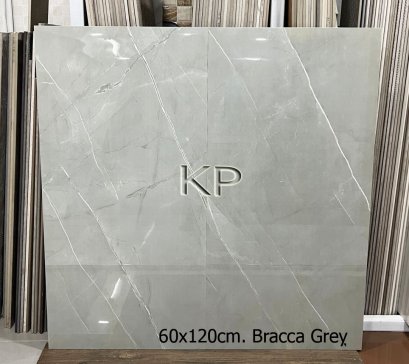 KP
60x120cm. Bracca Grey